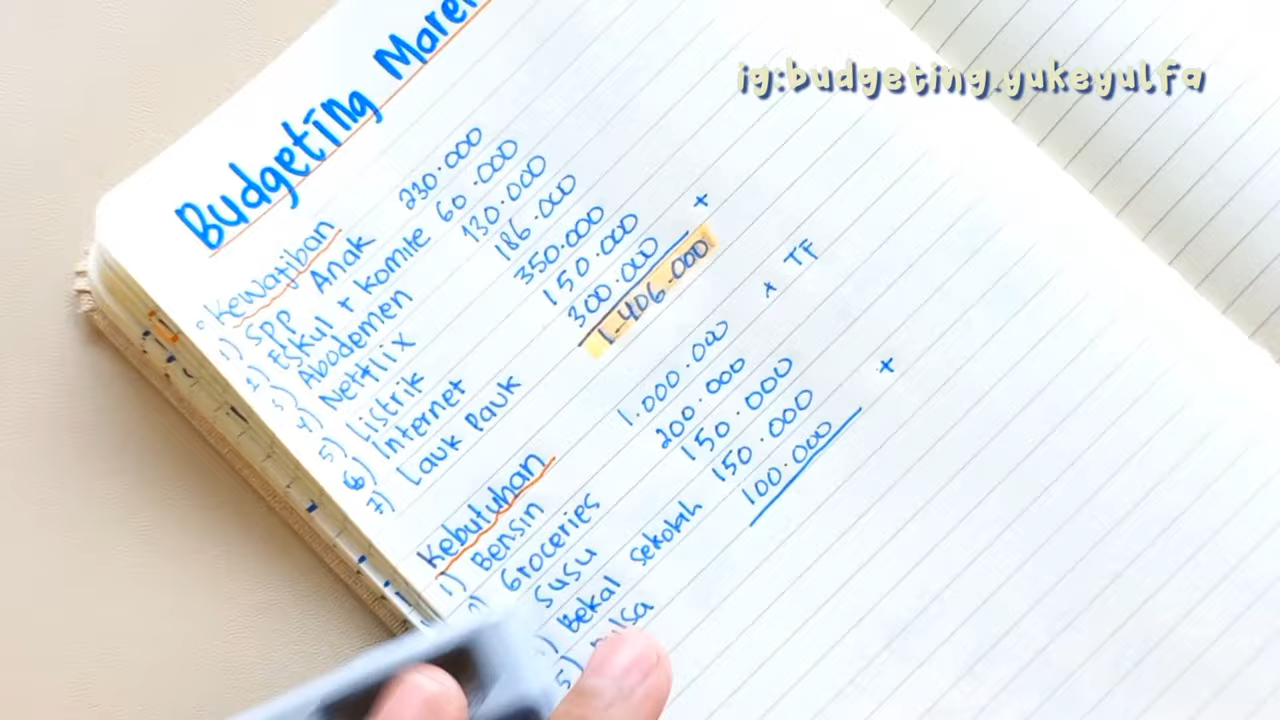 ig:budgeting.yukeyulfa
Budgeting Maret
Kewajiban
1) SPP Anak 230.000
2) Eskul + komite 60.000
3) Abodemen 130.000
4) Netflix 186.000
5) Listrik 350.000
6) Internet 150.000
7) Lauk Pauk 300.000 +
1.406.000
Kebutuhan
1) Bensin 1.000.000 TF
Groceries 200.000
Susu 150.000
) Bekal sekolah 150.000
5) 100.000 +